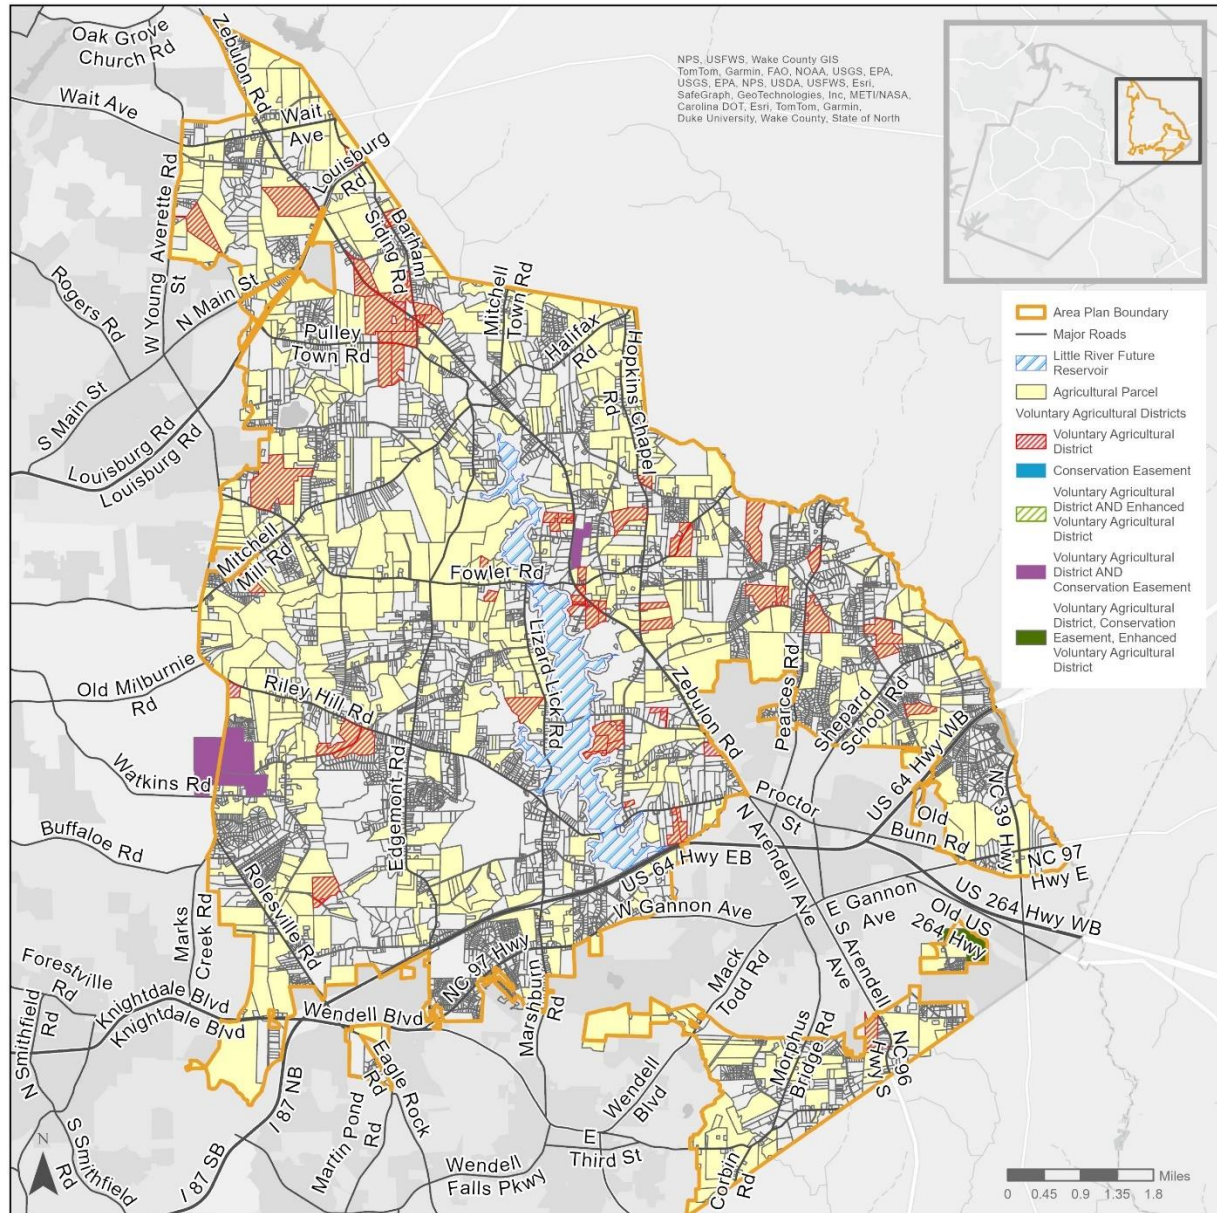 Oak Grove
Church Rd
Zebulon Rd
Wait Ave
Wait
Ave
Louisburg
Rd
W Young Averette Rd
St
N Main St
Rogers Rd
S Main St
Louisburg Rd
Louisburg Rd
Barham
Siding Rd
Mitchell
Town Rd
Pulley
Town Rd
Halifax
Rd
Hopkins Chapel
Rd
Mitchell
Mill Rd
Fowler Rd
Lizard Lick Rd
Old Milburnie
Rd
Riley Hill Rd
Zebulon Rd
Pearces Rd
Shepard
School Rd
Watkins Rd
Edgemont Rd
US 64 Hwy WB
Buffaloe Rd
Proctor
St
Old
Bunn Rd
NC 39 Hwy
NC 97
Hwy E
N Arendell Ave
US 64 Hwy EB
Rolesville Rd
Marks
Creek Rd
W Gannon Ave
E Gannon
Ave
US 264 Hwy WB
Old US
264 Hwy
E S Arendell
Ave
Forestville
Rd
Knightdale Blvd
Knightdale Blvd
Wendell Blvd
NC 97 Hwy
Marshburn
Rd
Mack
Todd Rd
N Smithfield
Rd
Eagle Rock
Rd
Morphus
Bridge Rd
NC 96
Hwy S
Wendell
Blvd
I 87 NB
I 87 SB
S Smithfield
Rd
Martin Pond
Rd
Wendell
Falls Pkwy
E
Third St
Corbin
Rd
NPS, USFWS, Wake County GIS
TomTom, Garmin, FAO, NOAA, USGS, EPA,
USGS, EPA, NPS, USDA, USFWS, Esri,
SafeGraph, GeoTechnologies, Inc, METI/NASA,
Carolina DOT, Esri, TomTom, Garmin,
Duke University, Wake County, State of North
Area Plan Boundary
Major Roads
Little River Future
Reservoir
Agricultural Parcel
Voluntary Agricultural Districts
Voluntary Agricultural
District
Conservation Easement
Voluntary Agricultural
District AND Enhanced
Voluntary Agricultural
District
Voluntary Agricultural
District AND
Conservation Easement
Voluntary Agricultural
District, Conservation
Easement, Enhanced
Voluntary Agricultural
District
N
Miles
0 0.45 0.9 1.35 1.8